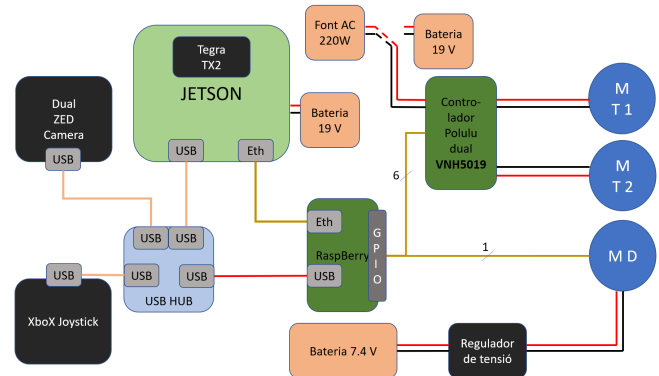 Font AC
220W
Bateria
19 V
Tegra
TX2
JETSON
Dual
ZED
Camera
USB
USB
Eth
Bateria
19 V
Contro-
lador
Polulu
dual
VNH5019
M
T 1
M
T 2
6
Eth
RaspBerry
USB
G
P
I
O
1
M D
USB
USB
USB
USB
USB HUB
USB
XboX Joystick
Bateria 7.4 V
Regulador
de tensió